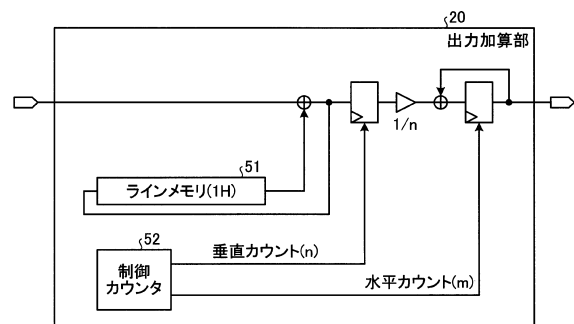 20
出力加算部
1/n
51
ラインメモリ(1H)
52
制御
カウンタ
垂直カウント(n)
水平カウント(m)